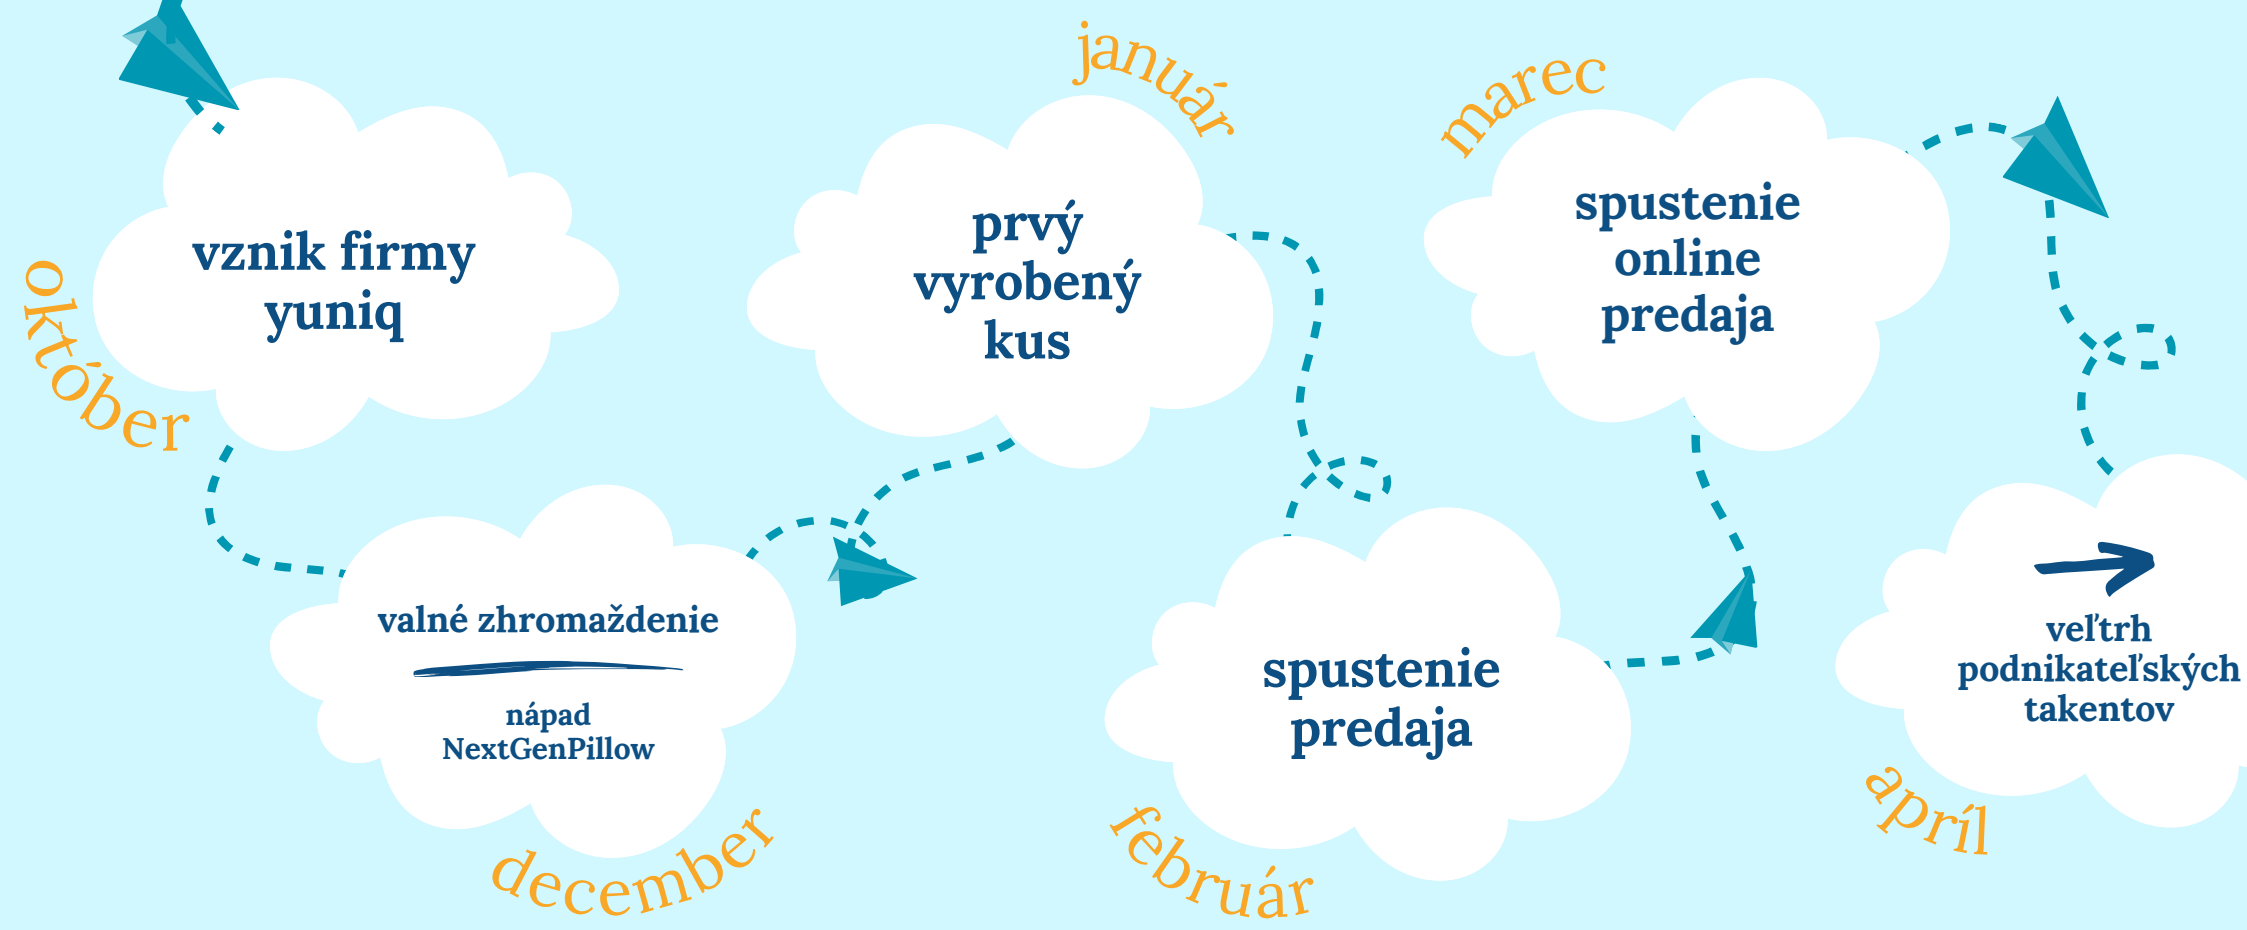 október
vznik firmy
yuniq
december
valné zhromaždenie
nápad
NextGenPillow
január
prvý
vyrobený
kus
február
spustenie
predaja
marec
spustenie
online
predaja
apríl
veľtrh
podnikateľských
takentov